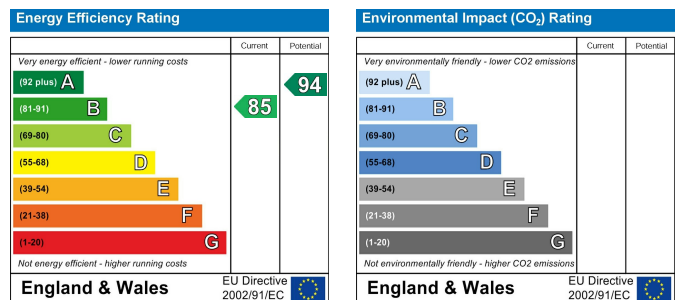 Energy Efficiency Rating
Current Potential
Very energy efficient - lower running costs
(92 plus) A
94
(81-91) B
85
(69-80) C
(55-68) D
(39-54) E
(21-38) F
(1-20) G
Not energy efficient - higher running costs
England & Wales
EU Directive
2002/91/EC
Environmental Impact (CO₂) Rating
Current Potential
Very environmentally friendly - lower CO2 emissions
(92 plus) A
(81-91) B
(69-80) C
(55-68) D
(39-54) E
(21-38) F
(1-20) G
Not environmentally friendly - higher CO2 emissions
England & Wales
EU Directive
2002/91/EC